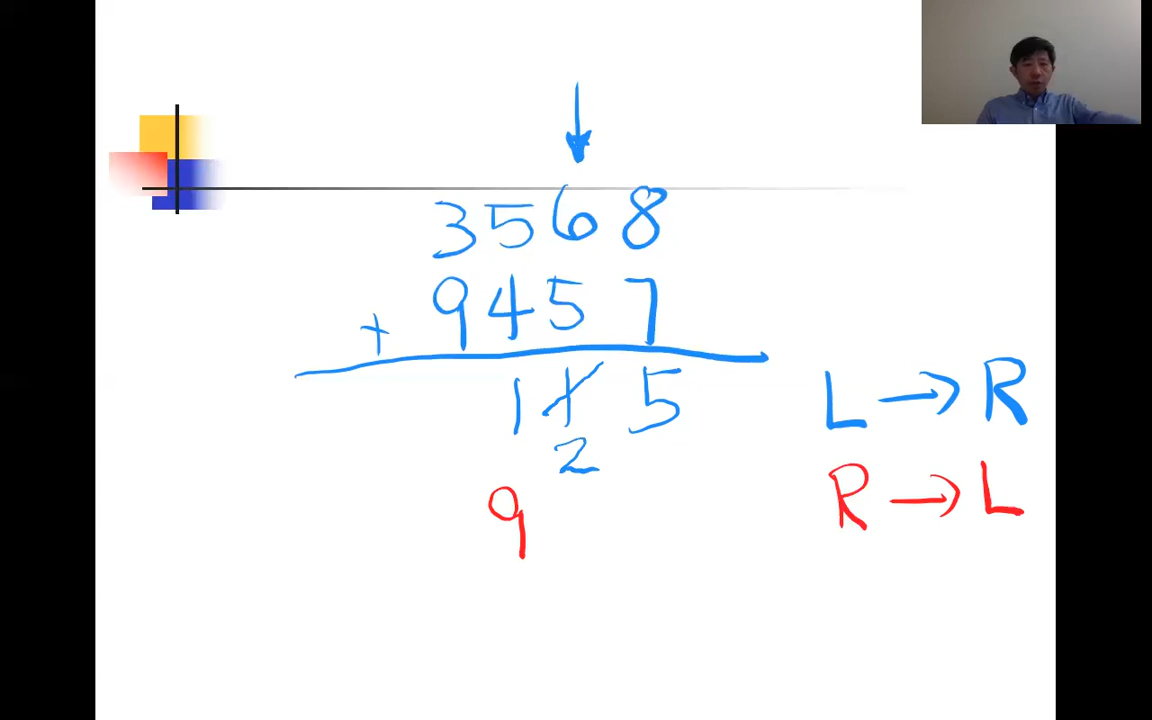 3568
+ 9457
1 1 5
L → R
2
R → L
9